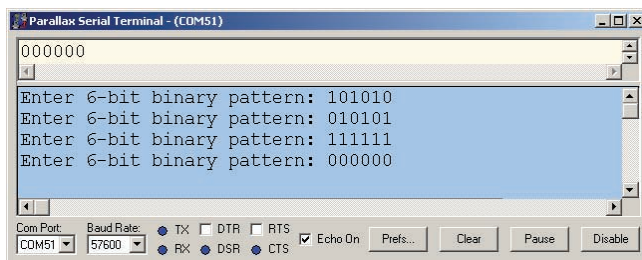 Parallax Serial Terminal - (COM51)
000000
Enter 6-bit binary pattern: 101010
Enter 6-bit binary pattern: 010101
Enter 6-bit binary pattern: 111111
Enter 6-bit binary pattern: 000000
Com Port: Baud Rate: TX DTR RTS
COM51 57600 RX DSR CTS Echo On Prefs... Clear Pause Disable